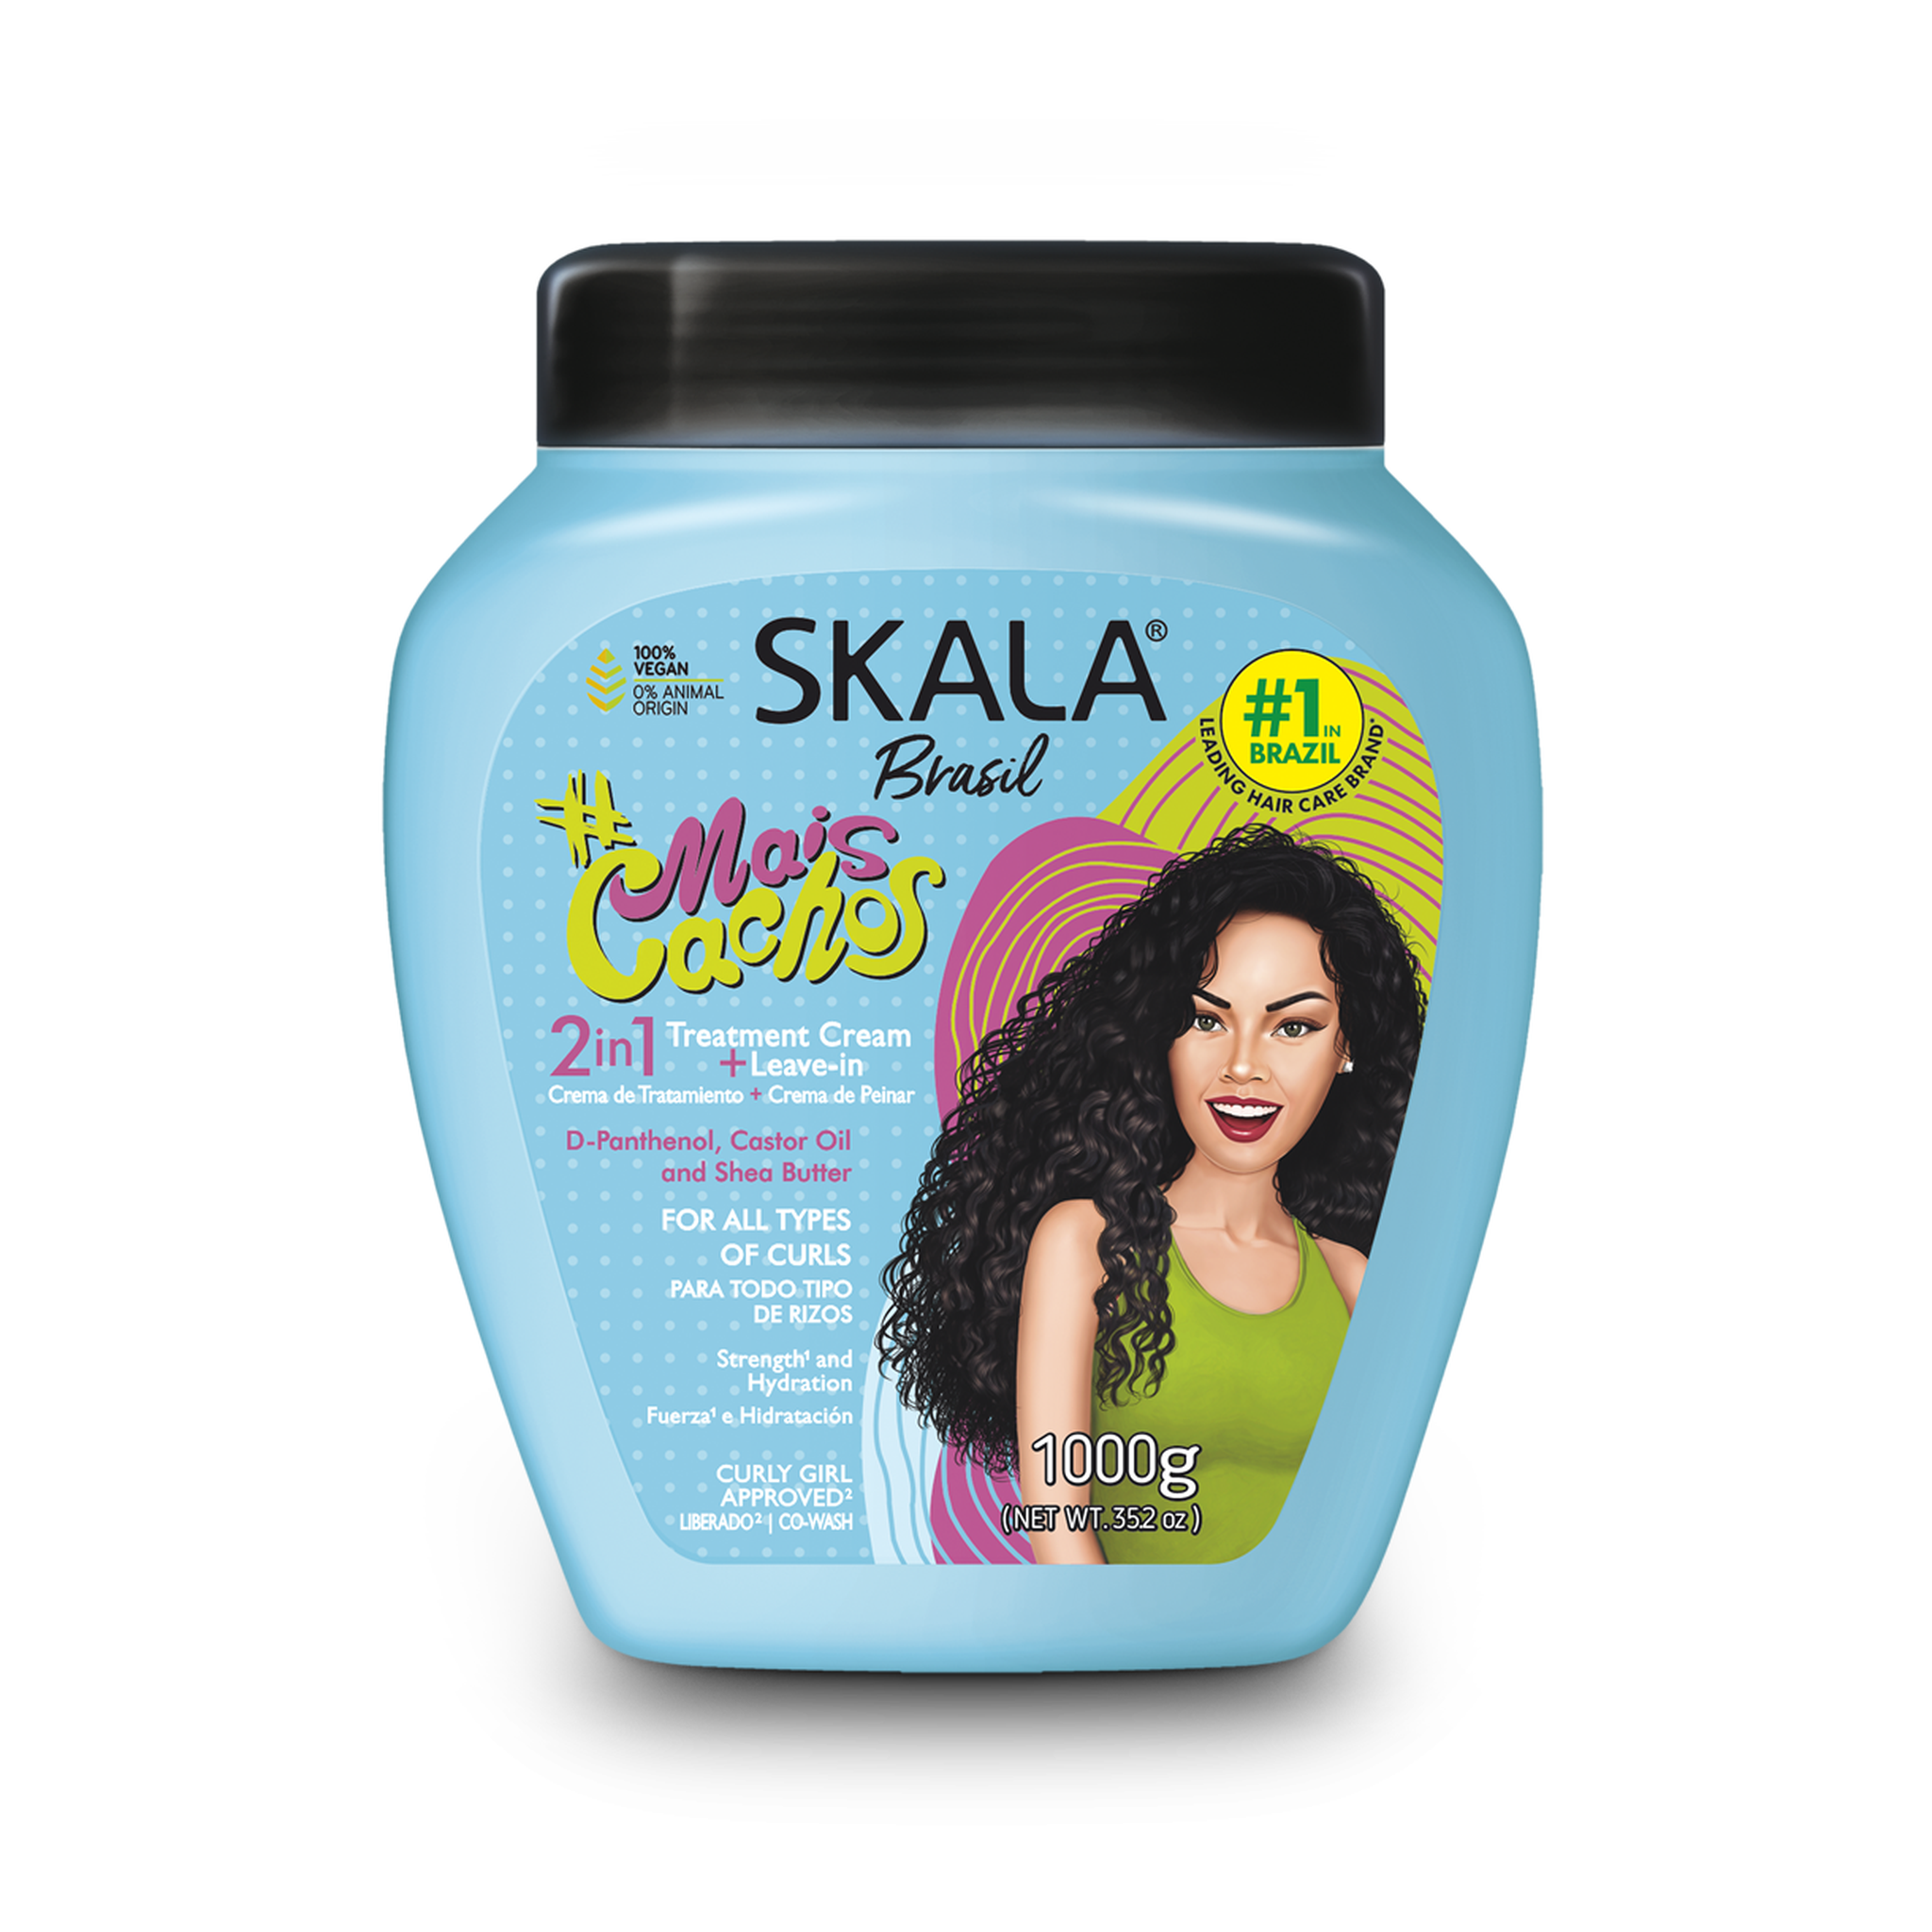 SKALA®
Brasil
100%
VEGAN
0% ANIMAL
ORIGIN
#1 IN
BRAZIL
LEADING HAIR CARE BRAND*
#Mais
Cachos
2in1 Treatment Cream
+Leave-in
Crema de Tratamiento + Crema de Peinar
D-Panthenol, Castor Oil
and Shea Butter
FOR ALL TYPES
OF CURLS
PARA TODO TIPO
DE RIZOS
Strength¹ and
Hydration
Fuerza¹ e Hidratación
CURLY GIRL
APPROVED²
LIBERADO² | CO-WASH
1000g
(NET WT. 35.2 oz)